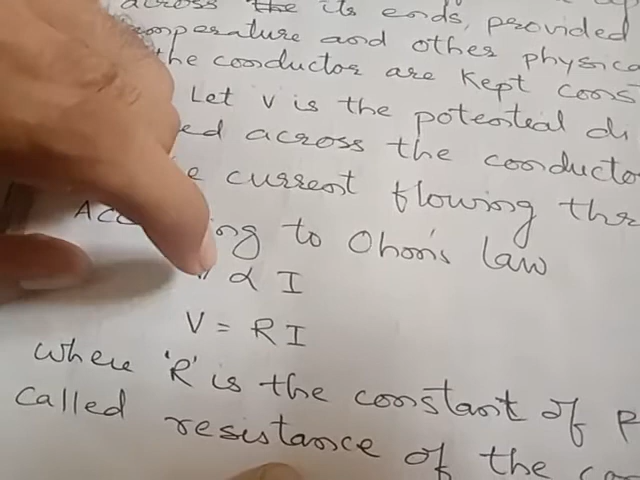 across the its ends, provided
temperature and other physica
the conductor are kept cons
Let V is the potential di
ed across the conducto
e current flowing thr
According to Ohm's law
V ∝ I
V = RI
where 'R' is the constant of P
called resistance of the co